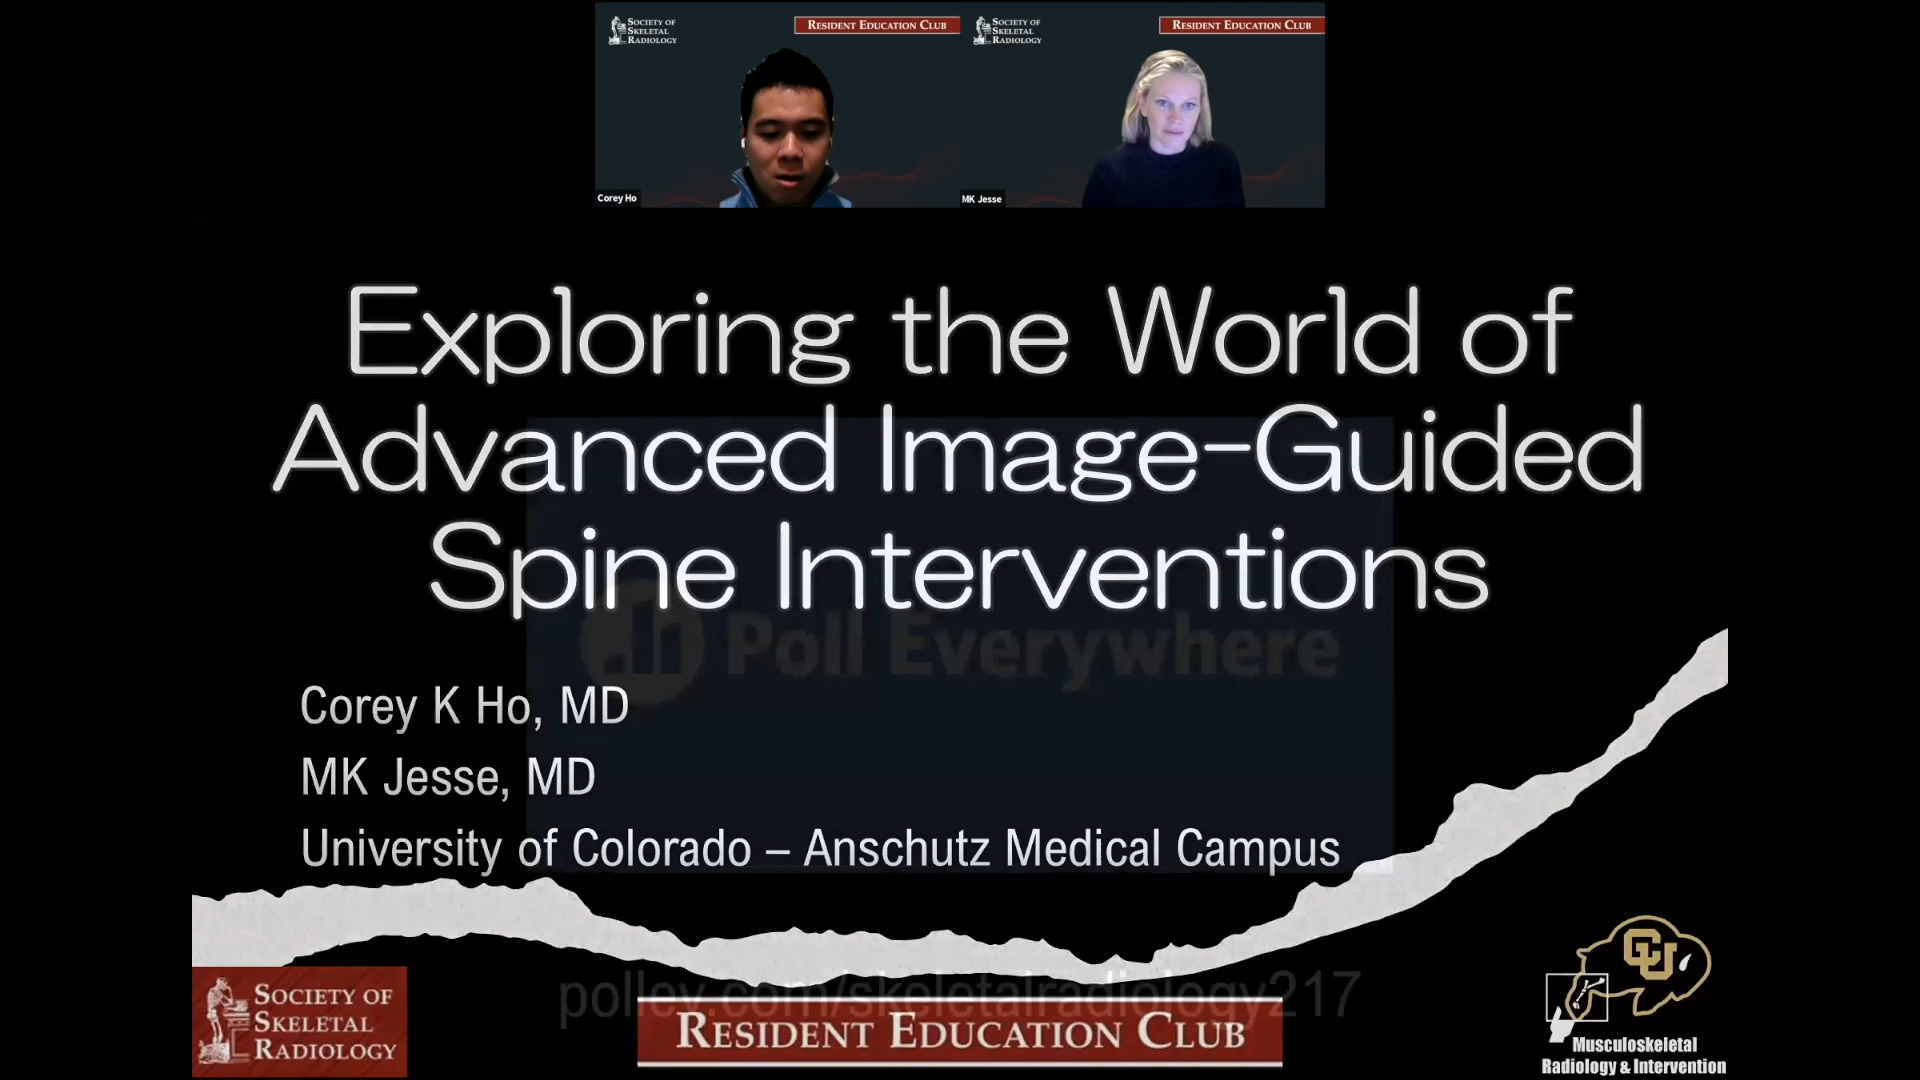 SOCIETY OF
SKELETAL
RADIOLOGY
RESIDENT EDUCATION CLUB
Corey Ho
SOCIETY OF
SKELETAL
RADIOLOGY
RESIDENT EDUCATION CLUB
MK Jesse
Exploring the World of
Advanced Image-Guided
Spine Interventions
Poll Everywhere
Corey K Ho, MD
MK Jesse, MD
University of Colorado – Anschutz Medical Campus
pollev.com/skeletalradiology217
SOCIETY OF
SKELETAL
RADIOLOGY
RESIDENT EDUCATION CLUB
CU
Musculoskeletal
Radiology & Intervention